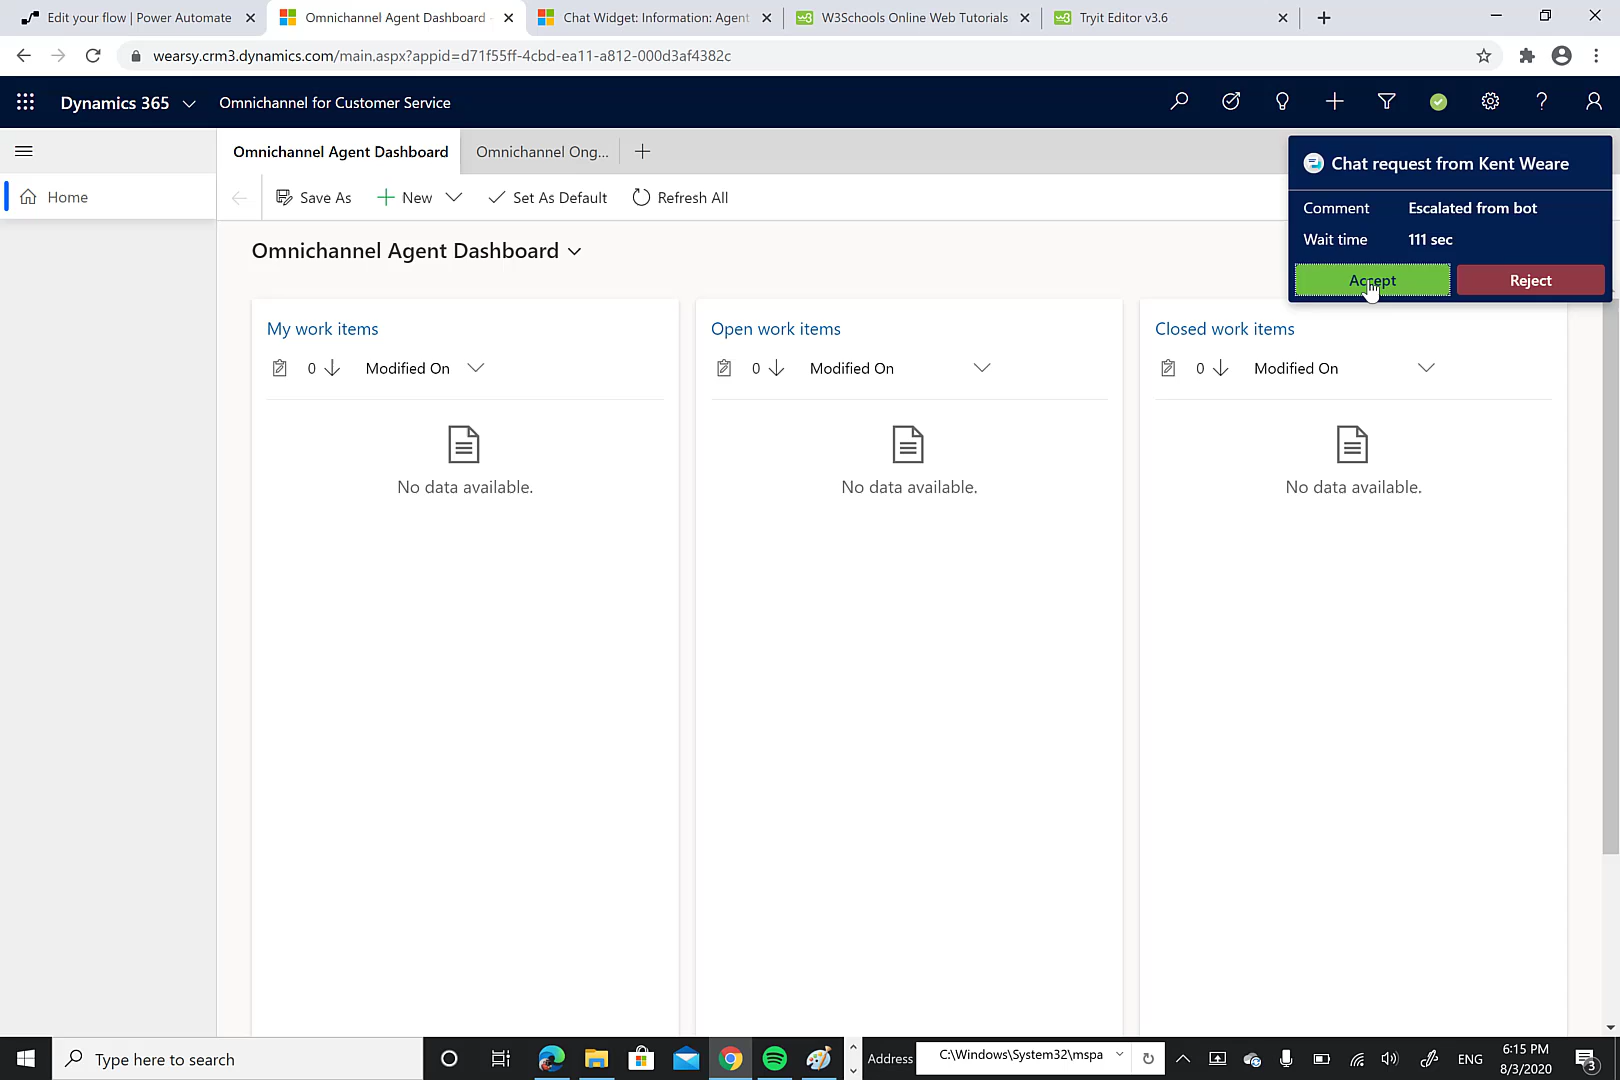 Edit your flow | Power Automate
Omnichannel Agent Dashboard -
Chat Widget: Information: Agent
W3Schools Online Web Tutorials
Tryit Editor v3.6
wearsy.crm3.dynamics.com/main.aspx?appid=d71f55ff-4cbd-ea11-a812-000d3af4382c
Dynamics 365
Omnichannel for Customer Service
Omnichannel Agent Dashboard
Omnichannel Ong...
Chat request from Kent Weare
Home
Save As
New
Set As Default
Refresh All
Comment Escalated from bot
Wait time 111 sec
Accept
Reject
Omnichannel Agent Dashboard
My work items
0
Modified On
No data available.
Open work items
0
Modified On
No data available.
Closed work items
0
Modified On
No data available.
Type here to search
Address
C:\Windows\System32\mspa
ENG
6:15 PM
8/3/2020
3